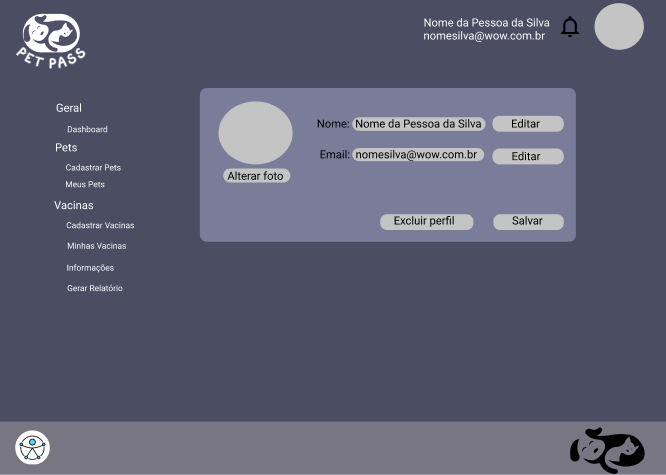 PET PASS
Nome da Pessoa da Silva
nomesilva@wow.com.br
Geral
Dashboard
Pets
Cadastrar Pets
Meus Pets
Vacinas
Cadastrar Vacinas
Minhas Vacinas
Informações
Gerar Relatório
Nome: Nome da Pessoa da Silva Editar
Email: nomesilva@wow.com.br Editar
Alterar foto
Excluir perfil Salvar